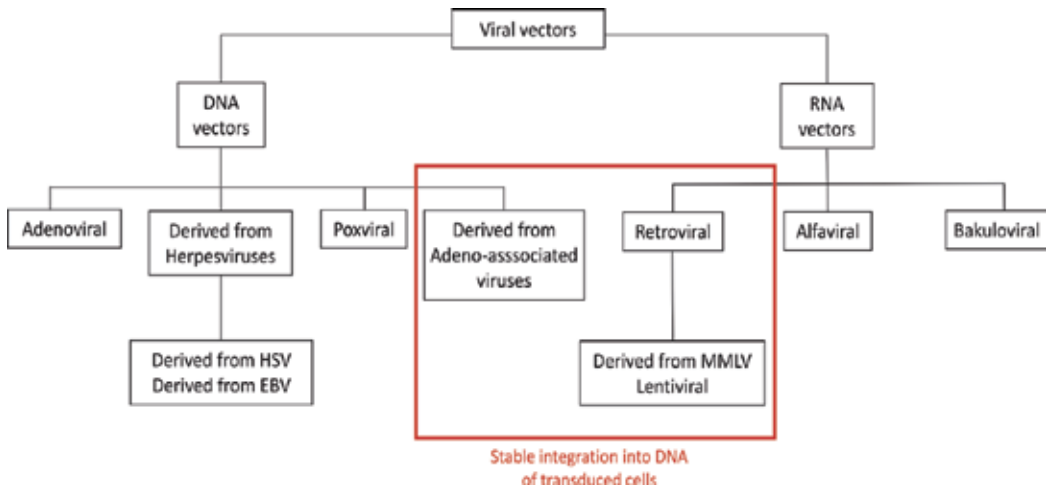 Viral vectors
DNA
vectors
RNA
vectors
Adenoviral
Derived from
Herpesviruses
Poxviral
Derived from
Adeno-asssociated
viruses
Retroviral
Alfaviral
Bakuloviral
Derived from HSV
Derived from EBV
Derived from MMLV
Lentiviral
Stable integration into DNA
of transduced cells